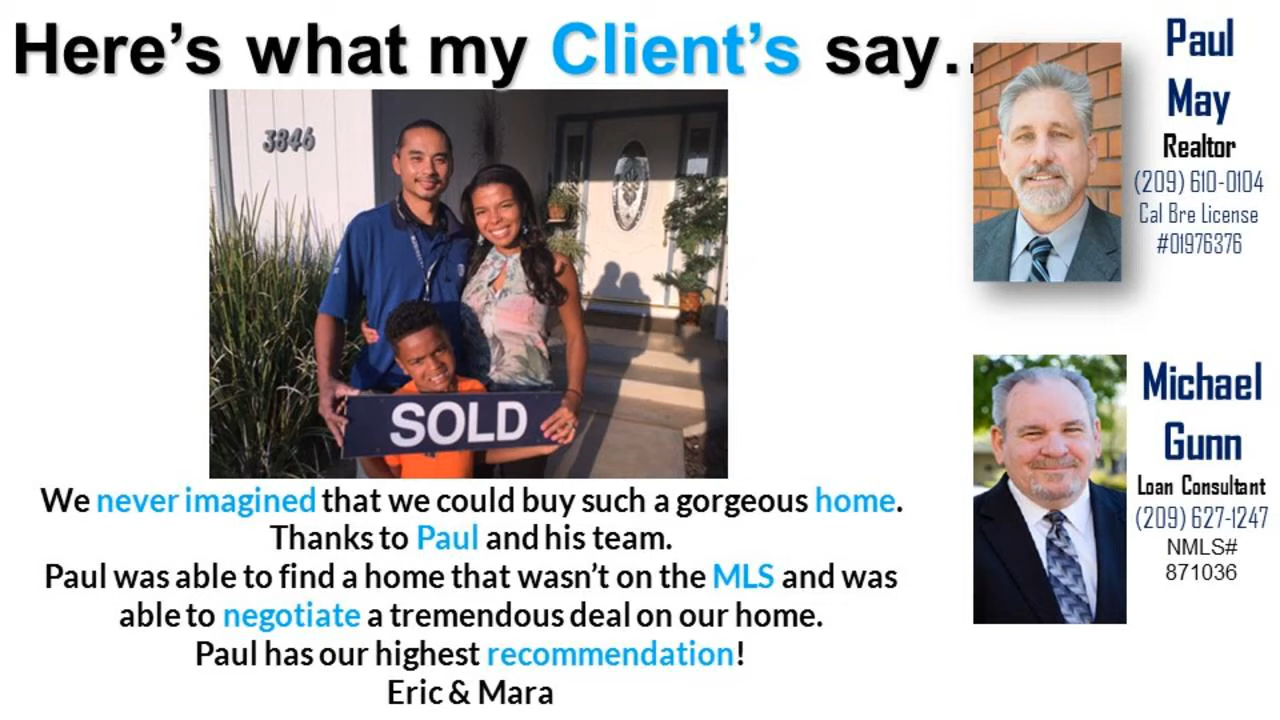 Here’s what my Client’s say..
3846
SOLD
We never imagined that we could buy such a gorgeous home.
Thanks to Paul and his team.
Paul was able to find a home that wasn’t on the MLS and was
able to negotiate a tremendous deal on our home.
Paul has our highest recommendation!
Eric & Mara
Paul
May
Realtor
(209) 610-0104
Cal Bre License
#01976376
Michael
Gunn
Loan Consultant
(209) 627-1247
NMLS#
871036